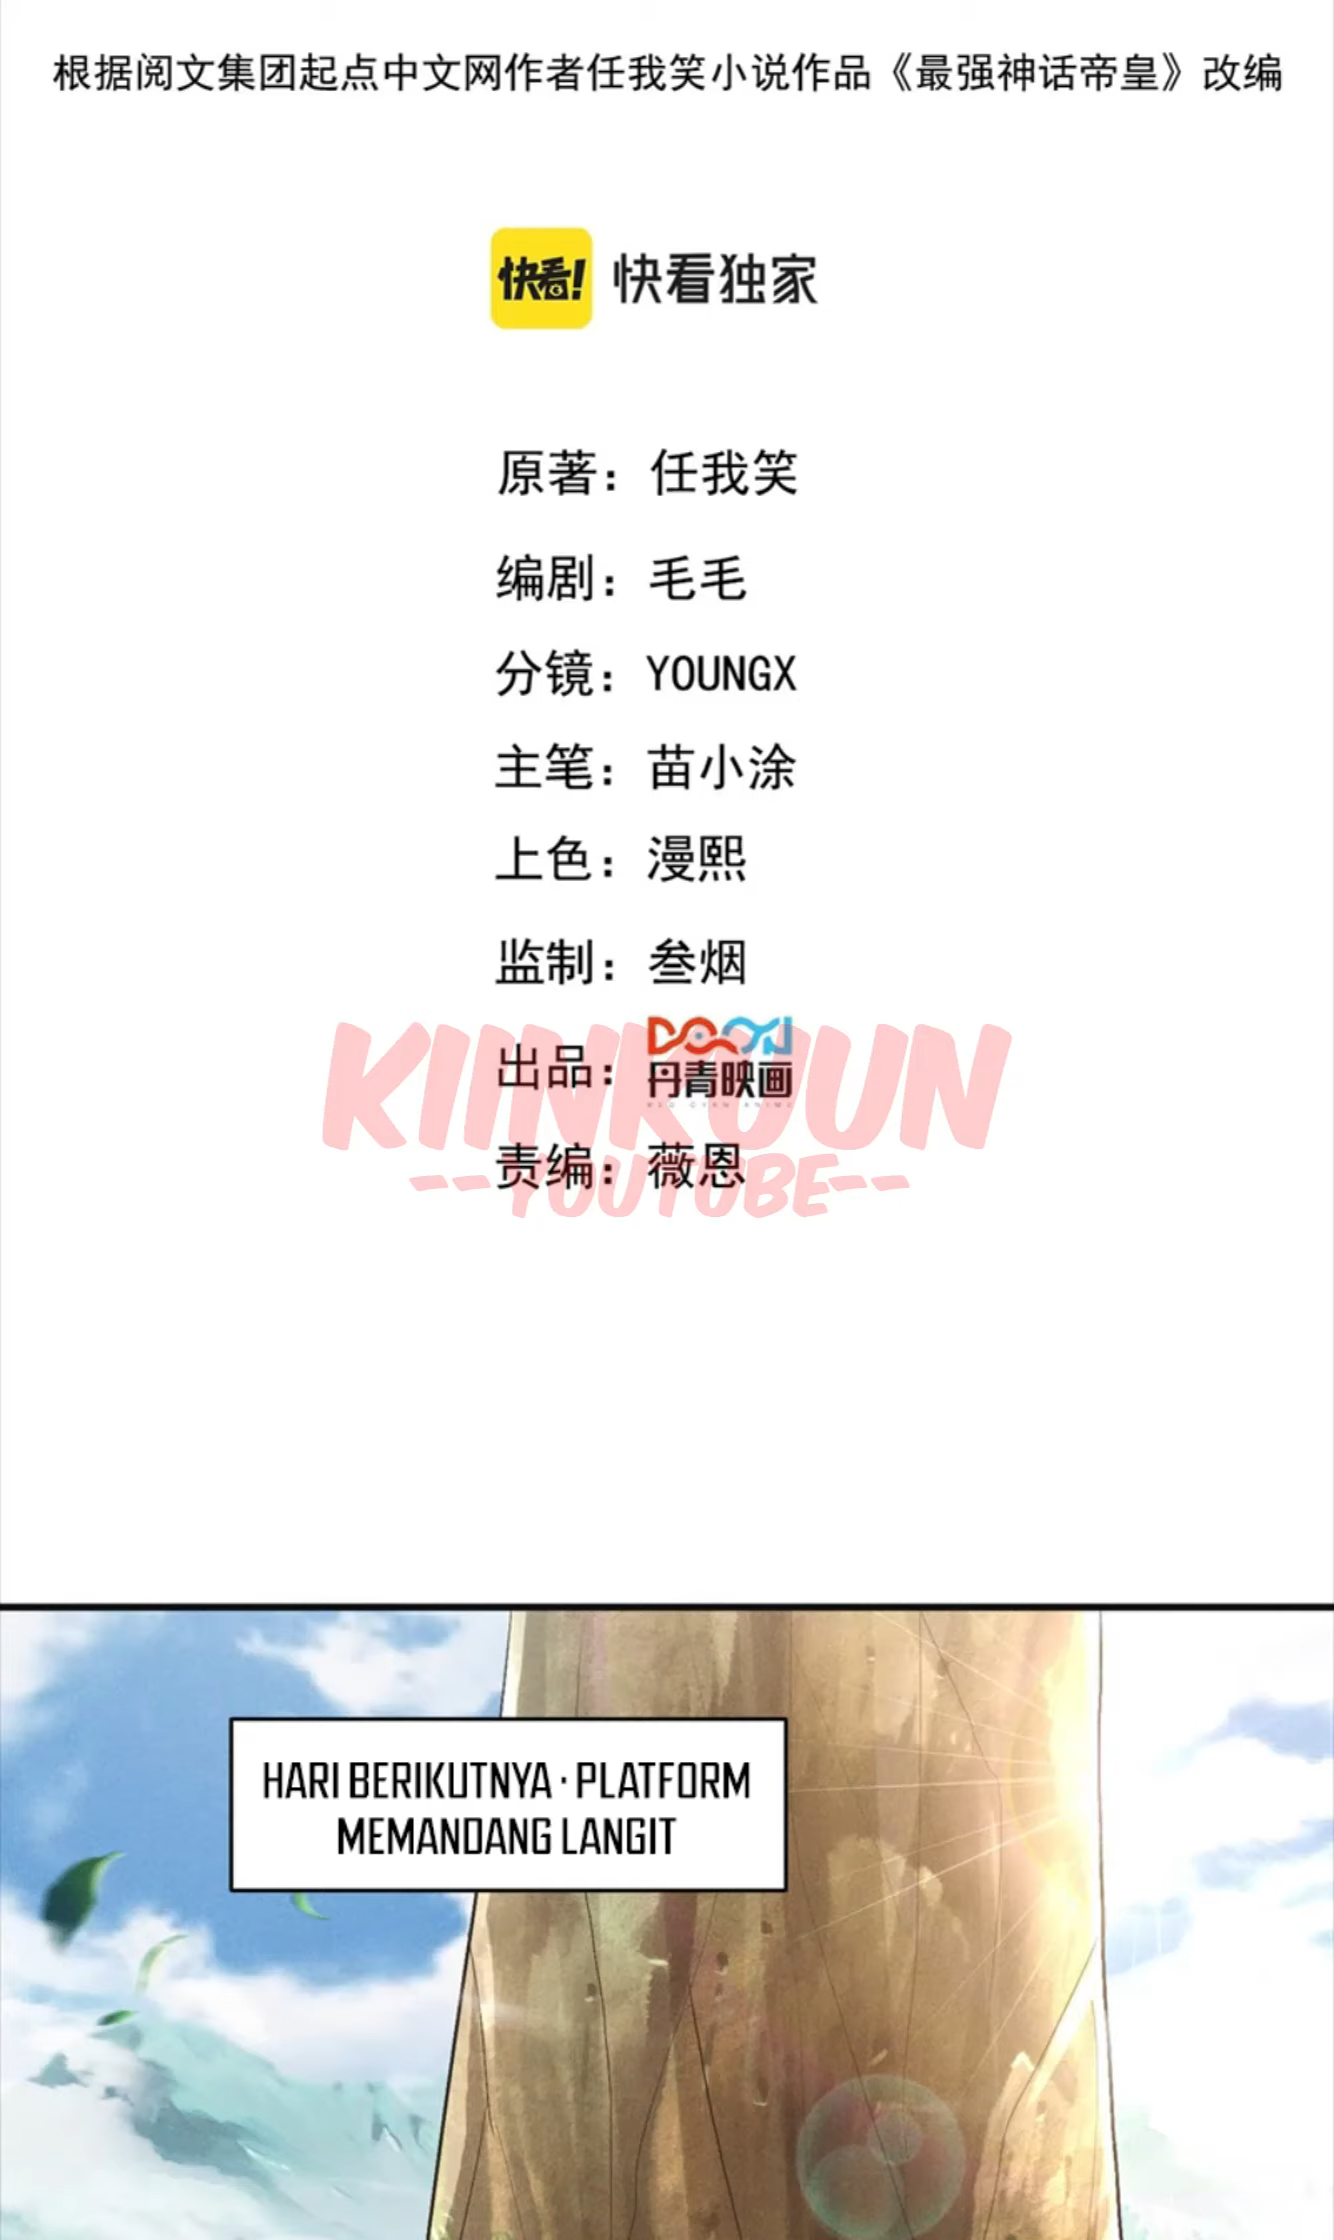 根据阅文集团起点中文网作者任我笑小说作品《最强神话帝皇》改编
快看! 快看独家
原著：任我笑
编剧：毛毛
分镜：YOUNGX
主笔：苗小涂
上色：漫熙
监制：叁烟
出品：丹青映画
责编：薇恩
KIINKUUN
--YOUTUBE--
HARI BERIKUTNYA · PLATFORM
MEMANDANG LANGIT